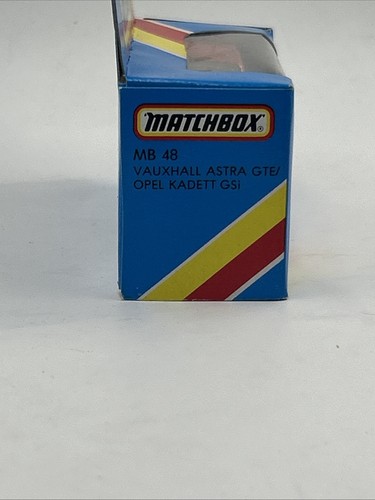 MATCHBOX®
MB 48
VAUXHALL ASTRA GTE/
OPEL KADETT GSi